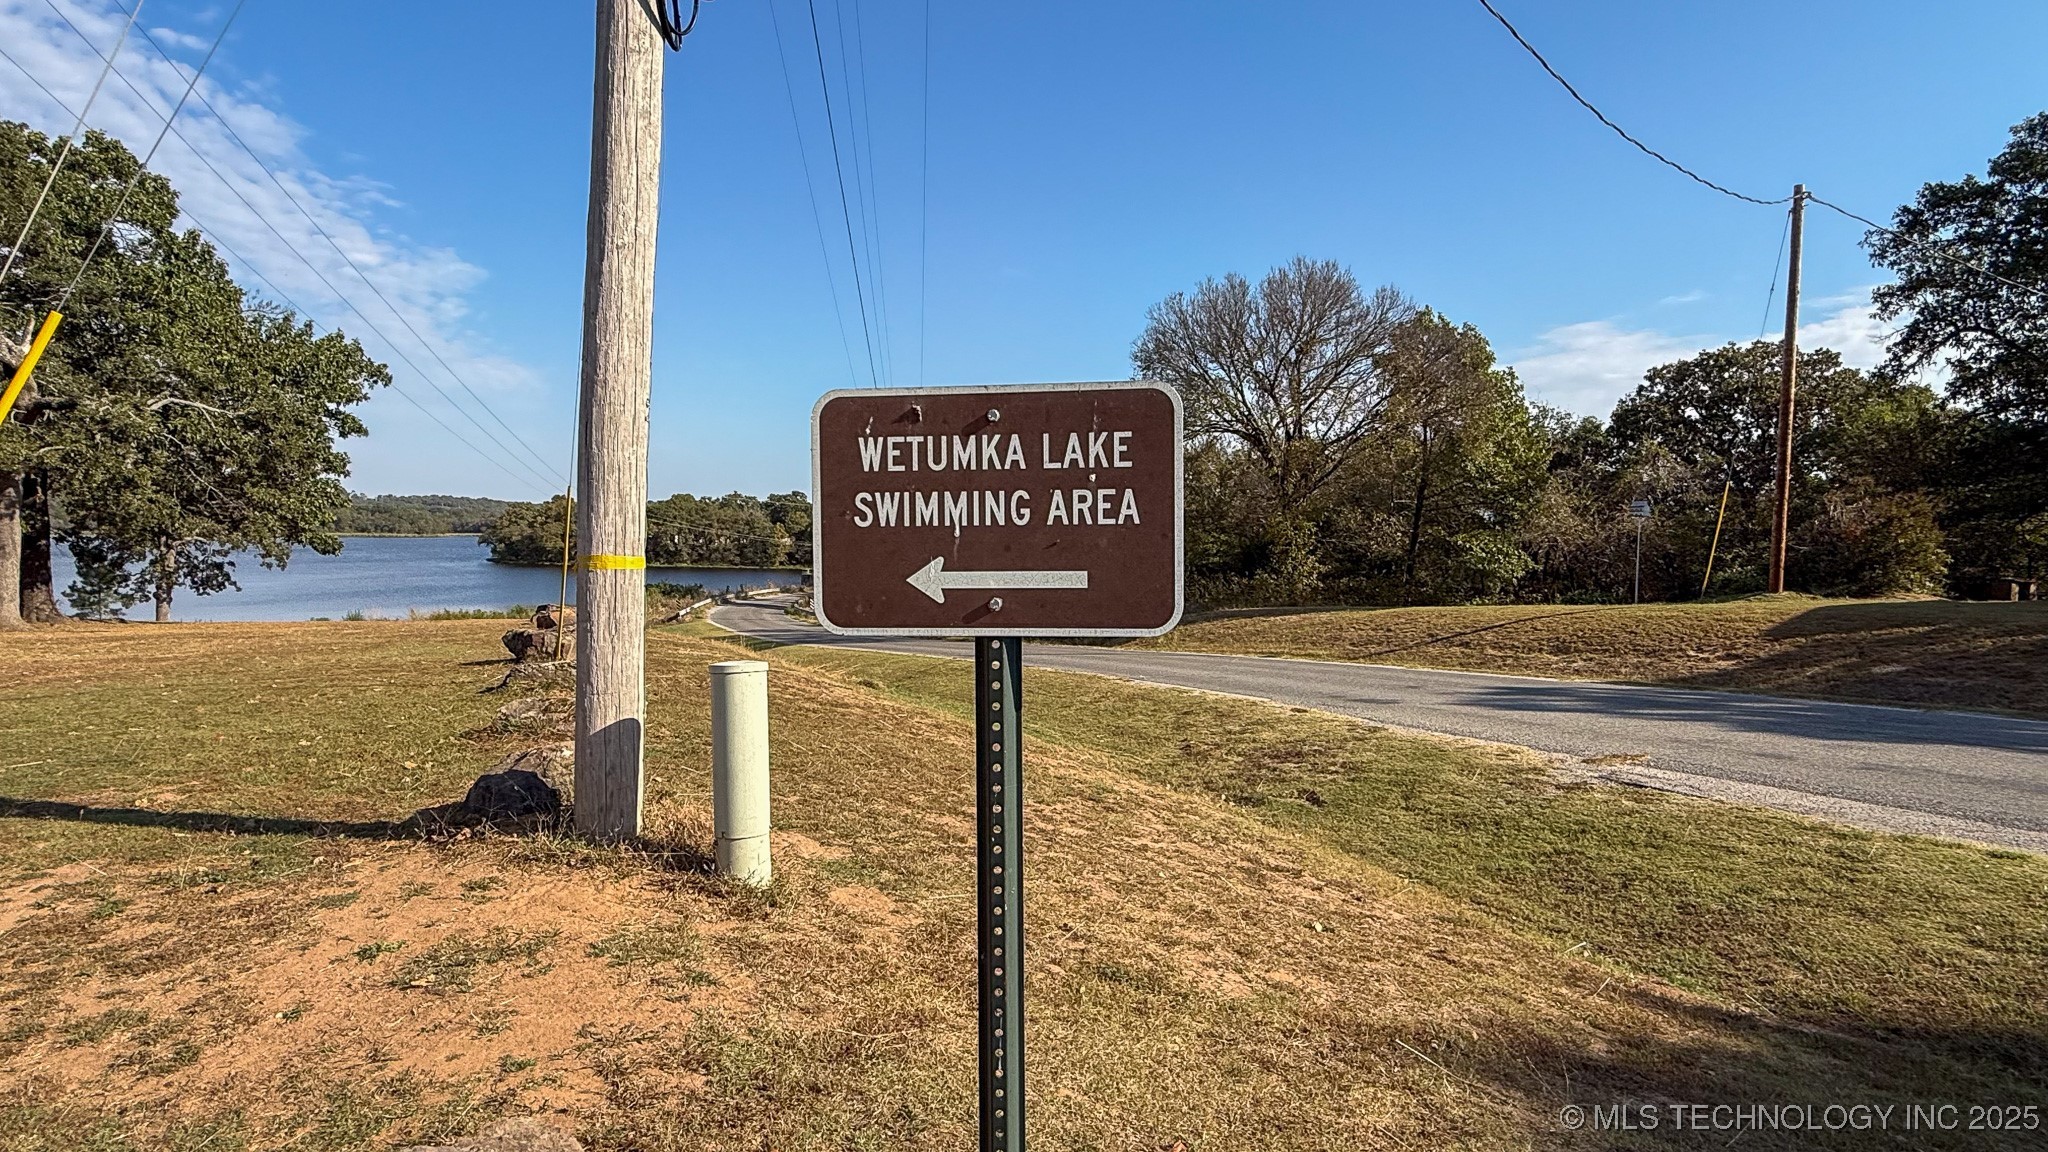 WETUMKA LAKE
SWIMMING AREA
© MLS TECHNOLOGY INC 2025